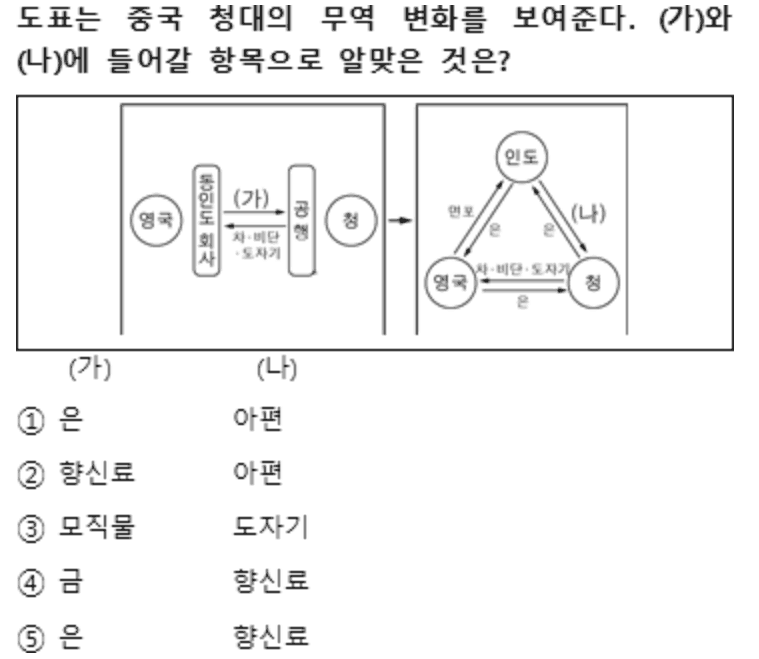 도표는 중국 청대의 무역 변화를 보여준다. (가)와
(나)에 들어갈 항목으로 알맞은 것은?
영국
동인도 회사
(가)
차·비단
·도자기
공행
청
인도
면포
은
은
(나)
영국
차·비단·도자기
은
청
(가) (나)
① 은 아편
② 향신료 아편
③ 모직물 도자기
④ 금 향신료
⑤ 은 향신료